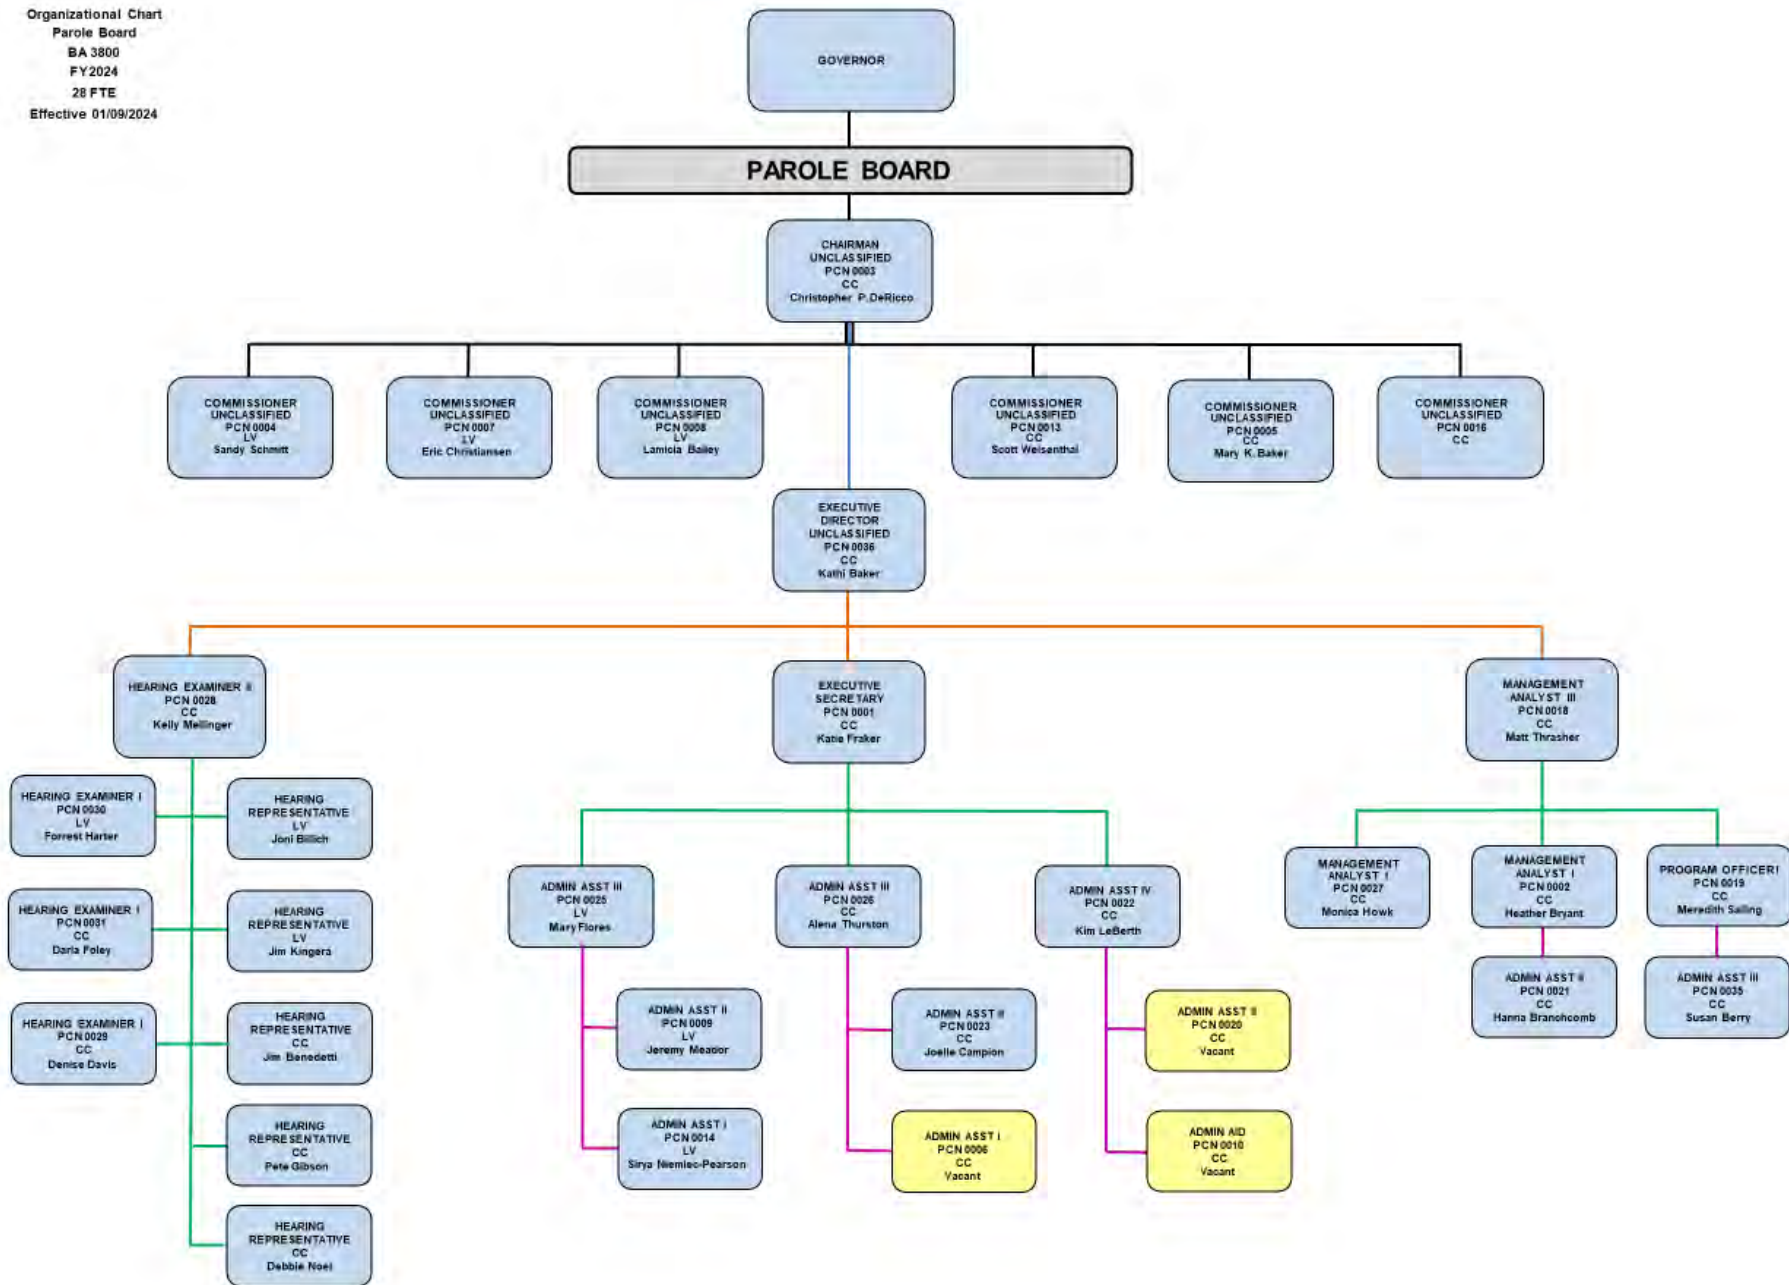 Organizational Chart
Parole Board
BA 3800
FY2024
28 FTE
Effective 01/09/2024
GOVERNOR
PAROLE BOARD
CHAIRMAN
UNCLASSIFIED
PCN 0003
CC
Christopher P. DeRicco
COMMISSIONER
UNCLASSIFIED
PCN 0004
LV
Sandy Schmitt
COMMISSIONER
UNCLASSIFIED
PCN 0007
LV
Eric Christiansen
COMMISSIONER
UNCLASSIFIED
PCN 0008
LV
Lamicia Bailey
COMMISSIONER
UNCLASSIFIED
PCN 0013
CC
Scott Weisenthal
COMMISSIONER
UNCLASSIFIED
PCN 0005
CC
Mary K. Baker
COMMISSIONER
UNCLASSIFIED
PCN 0016
CC
EXECUTIVE
DIRECTOR
UNCLASSIFIED
PCN 0036
CC
Kathi Baker
HEARING EXAMINER II
PCN 0028
CC
Kelly Mellinger
EXECUTIVE
SECRETARY
PCN 0001
CC
Katie Fraker
MANAGEMENT
ANALYST III
PCN 0018
CC
Matt Thrasher
HEARING EXAMINER I
PCN 0030
LV
Forrest Harter
HEARING
REPRESENTATIVE
LV
Joni Billich
HEARING EXAMINER I
PCN 0031
CC
Darla Foley
HEARING
REPRESENTATIVE
LV
Jim Kingera
HEARING EXAMINER I
PCN 0029
CC
Denise Davis
HEARING
REPRESENTATIVE
CC
Jim Benedetti
HEARING
REPRESENTATIVE
CC
Pete Gibson
HEARING
REPRESENTATIVE
CC
Debbie Noel
ADMIN ASST III
PCN 0025
LV
Mary Flores
ADMIN ASST III
PCN 0026
CC
Alena Thurston
ADMIN ASST IV
PCN 0022
CC
Kim LeBerth
ADMIN ASST II
PCN 0009
LV
Jeremy Meador
ADMIN ASST II
PCN 0023
CC
Joelle Campion
ADMIN ASST II
PCN 0020
CC
Vacant
ADMIN ASST I
PCN 0014
LV
Sirya Niemiec-Pearson
ADMIN ASST I
PCN 0006
CC
Vacant
ADMIN AID
PCN 0010
CC
Vacant
MANAGEMENT
ANALYST I
PCN 0027
CC
Monica Howk
MANAGEMENT
ANALYST I
PCN 0002
CC
Heather Bryant
PROGRAM OFFICER I
PCN 0019
CC
Meredith Salling
ADMIN ASST II
PCN 0021
CC
Hanna Branchcomb
ADMIN ASST III
PCN 0035
CC
Susan Berry